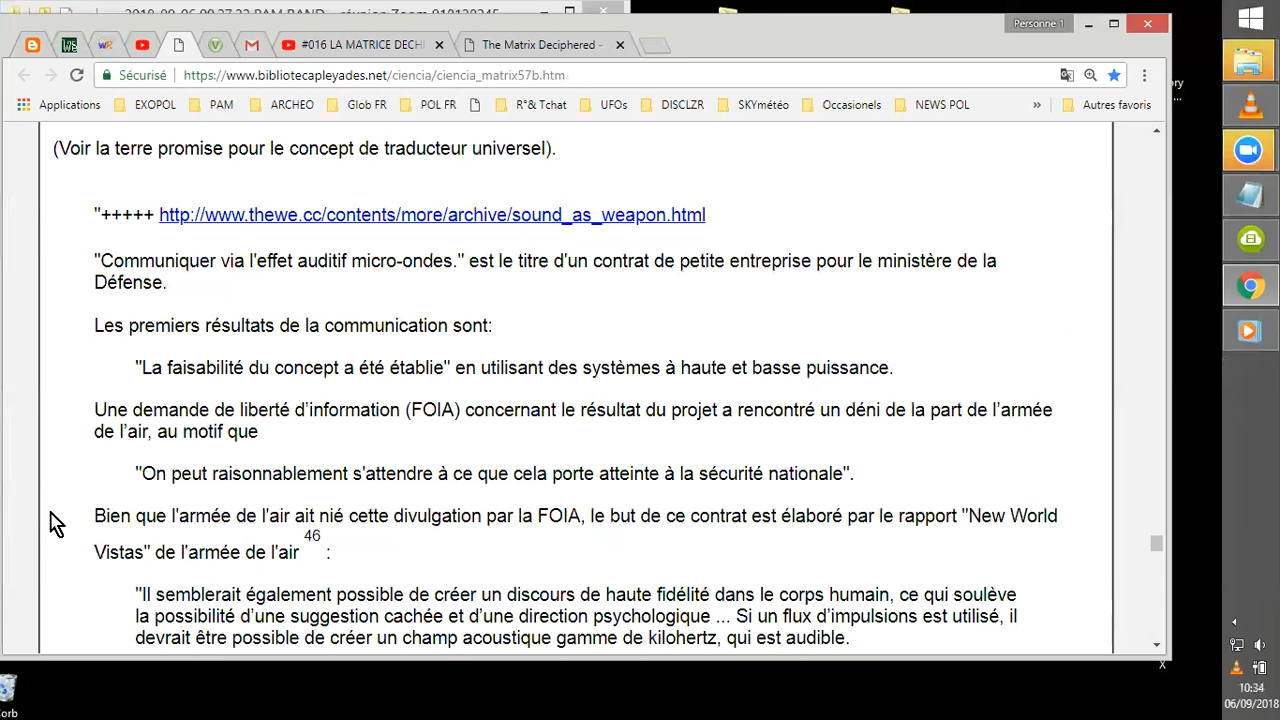 Personne 1
#016 LA MATRICE DECHI
The Matrix Deciphered -
Sécurisé https://www.bibliotecapleyades.net/ciencia/ciencia_matrix57b.htm
Applications EXOPOL PAM ARCHEO Glob FR POL FR R°& Tchat UFOs DISCLZR SKYmétéo Occasionels NEWS POL » Autres favoris
(Voir la terre promise pour le concept de traducteur universel).
"+++++ http://www.thewe.cc/contents/more/archive/sound_as_weapon.html
"Communiquer via l'effet auditif micro-ondes." est le titre d'un contrat de petite entreprise pour le ministère de la
Défense.
Les premiers résultats de la communication sont:
"La faisabilité du concept a été établie" en utilisant des systèmes à haute et basse puissance.
Une demande de liberté d'information (FOIA) concernant le résultat du projet a rencontré un déni de la part de l'armée
de l'air, au motif que
"On peut raisonnablement s'attendre à ce que cela porte atteinte à la sécurité nationale".
Bien que l'armée de l'air ait nié cette divulgation par la FOIA, le but de ce contrat est élaboré par le rapport "New World
Vistas" de l'armée de l'air 46 :
"Il semblerait également possible de créer un discours de haute fidélité dans le corps humain, ce qui soulève
la possibilité d'une suggestion cachée et d'une direction psychologique ... Si un flux d'impulsions est utilisé, il
devrait être possible de créer un champ acoustique gamme de kilohertz, qui est audible.
10:34
06/09/2018